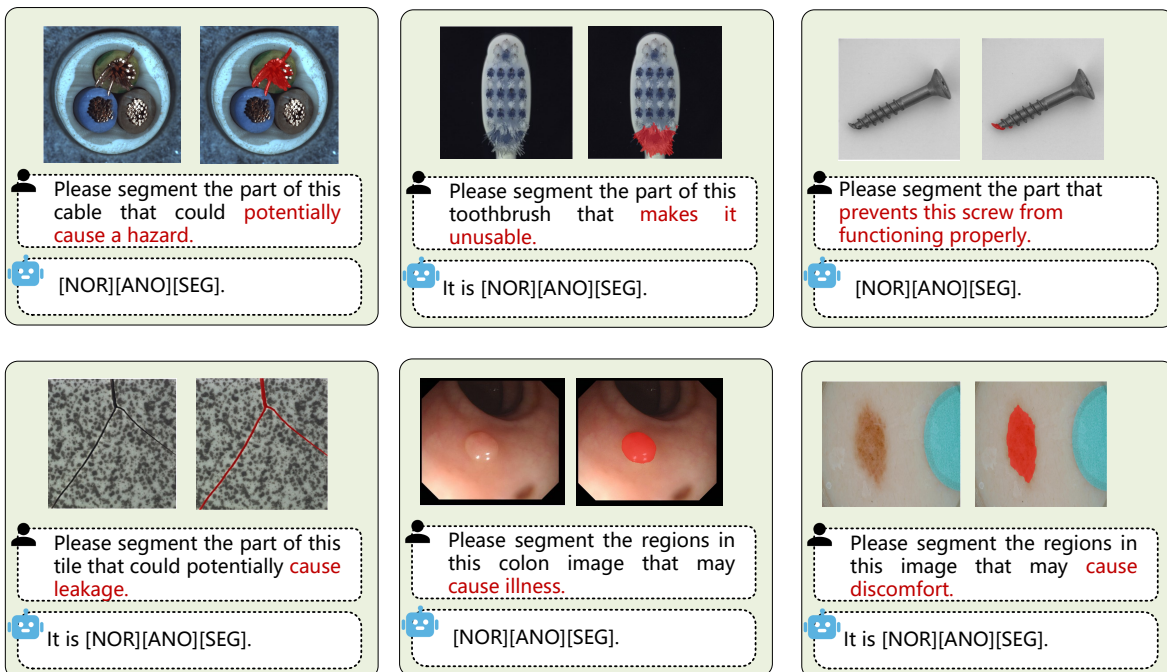 Please segment the part of this
cable that could potentially
cause a hazard.
[NOR][ANO][SEG].
Please segment the part of this
toothbrush that makes it
unusable.
It is [NOR][ANO][SEG].
Please segment the part that
prevents this screw from
functioning properly.
[NOR][ANO][SEG].
Please segment the part of this
tile that could potentially cause
leakage.
It is [NOR][ANO][SEG].
Please segment the regions in
this colon image that may
cause illness.
[NOR][ANO][SEG].
Please segment the regions in
this image that may cause
discomfort.
It is [NOR][ANO][SEG].